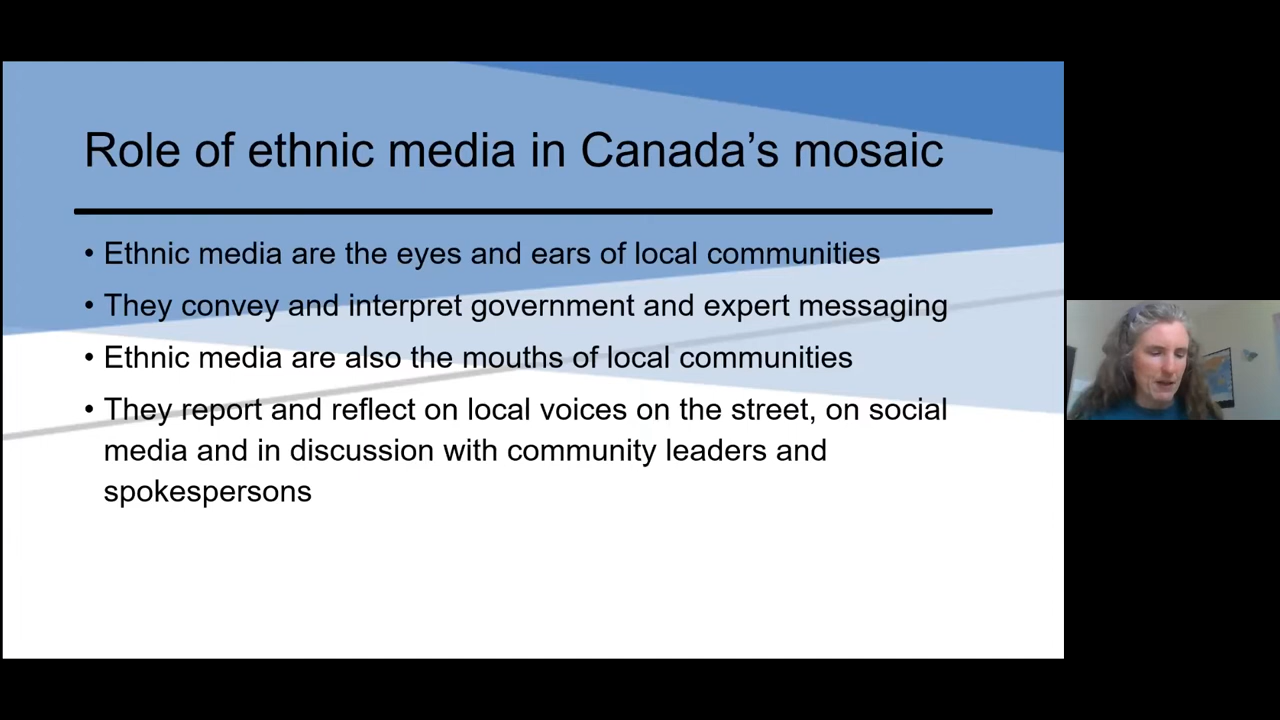 Role of ethnic media in Canada’s mosaic
• Ethnic media are the eyes and ears of local communities
• They convey and interpret government and expert messaging
• Ethnic media are also the mouths of local communities
• They report and reflect on local voices on the street, on social
media and in discussion with community leaders and
spokespersons